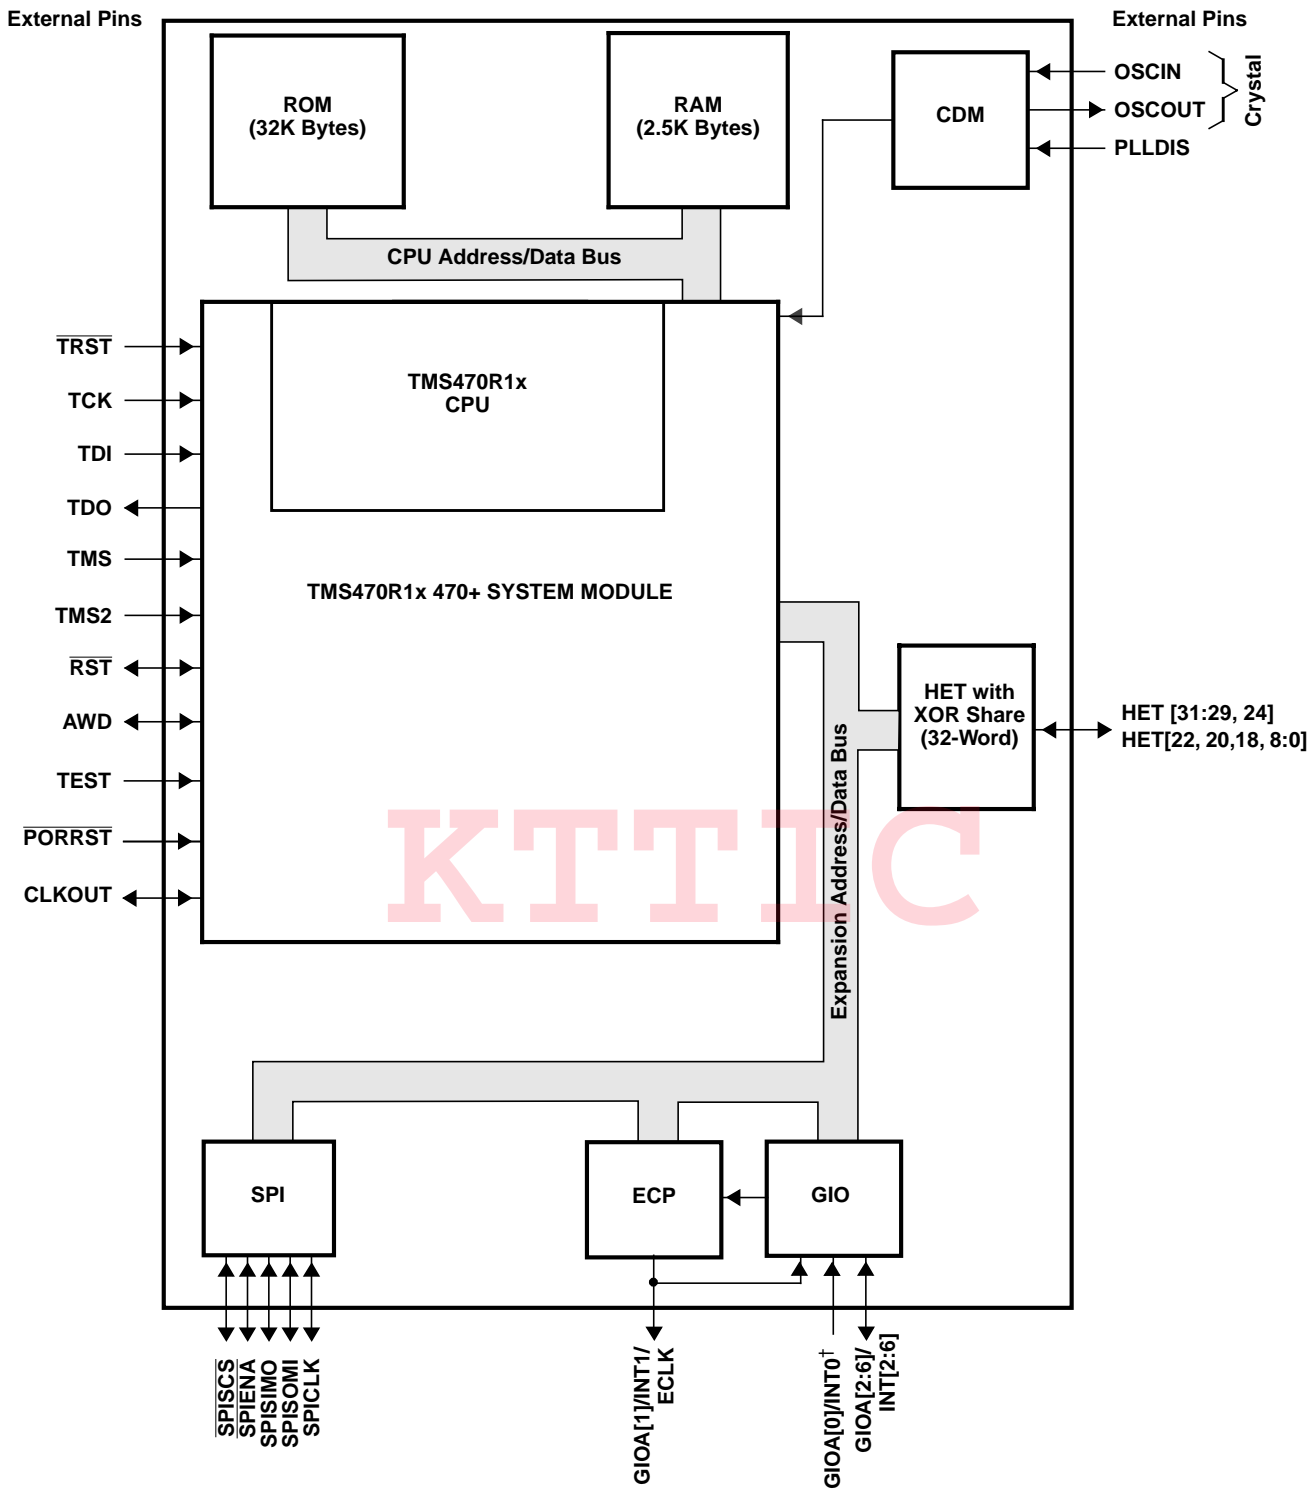 External Pins
External Pins
ROM
(32K Bytes)
RAM
(2.5K Bytes)
CDM
OSCIN
OSCOUT
PLLDIS
Crystal
CPU Address/Data Bus
TMS470R1x
CPU
TMS470R1x 470+ SYSTEM MODULE
TRST
TCK
TDI
TDO
TMS
TMS2
RST
AWD
TEST
PORRST
CLKOUT
HET with
XOR Share
(32-Word)
HET [31:29, 24]
HET[22, 20,18, 8:0]
Expansion Address/Data Bus
KTTIC
SPI
ECP
GIO
SPISCS
SPIENA
SPISIMO
SPISOMI
SPICLK
GIOA[1]/INT1/
ECLK
GIOA[0]/INT0†
GIOA[2:6]/
INT[2:6]